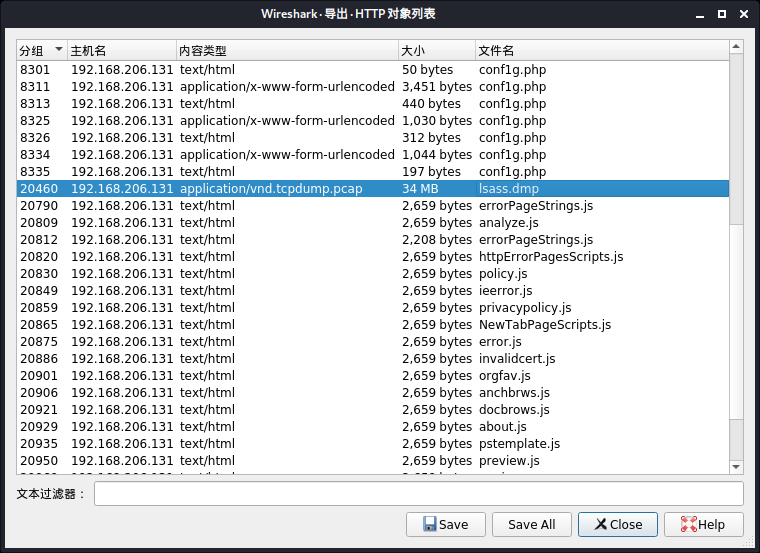 Wireshark · 导出 · HTTP 对象列表
分组 主机名 内容类型 大小 文件名
8301 192.168.206.131 text/html 50 bytes conf1g.php
8311 192.168.206.131 application/x-www-form-urlencoded 3,451 bytes conf1g.php
8313 192.168.206.131 text/html 440 bytes conf1g.php
8325 192.168.206.131 application/x-www-form-urlencoded 1,030 bytes conf1g.php
8326 192.168.206.131 text/html 312 bytes conf1g.php
8334 192.168.206.131 application/x-www-form-urlencoded 1,044 bytes conf1g.php
8335 192.168.206.131 text/html 197 bytes conf1g.php
20460 192.168.206.131 application/vnd.tcpdump.pcap 34 MB lsass.dmp
20790 192.168.206.131 text/html 2,659 bytes errorPageStrings.js
20809 192.168.206.131 text/html 2,659 bytes analyze.js
20812 192.168.206.131 text/html 2,208 bytes errorPageStrings.js
20820 192.168.206.131 text/html 2,659 bytes httpErrorPagesScripts.js
20830 192.168.206.131 text/html 2,659 bytes policy.js
20849 192.168.206.131 text/html 2,659 bytes ieerror.js
20859 192.168.206.131 text/html 2,659 bytes privacypolicy.js
20865 192.168.206.131 text/html 2,659 bytes NewTabPageScripts.js
20875 192.168.206.131 text/html 2,659 bytes error.js
20886 192.168.206.131 text/html 2,659 bytes invalidcert.js
20901 192.168.206.131 text/html 2,659 bytes orgfav.js
20906 192.168.206.131 text/html 2,659 bytes anchbrws.js
20921 192.168.206.131 text/html 2,659 bytes docbrows.js
20929 192.168.206.131 text/html 2,659 bytes about.js
20935 192.168.206.131 text/html 2,659 bytes pstemplate.js
20950 192.168.206.131 text/html 2,659 bytes preview.js
文本过滤器：
Save Save All Close Help